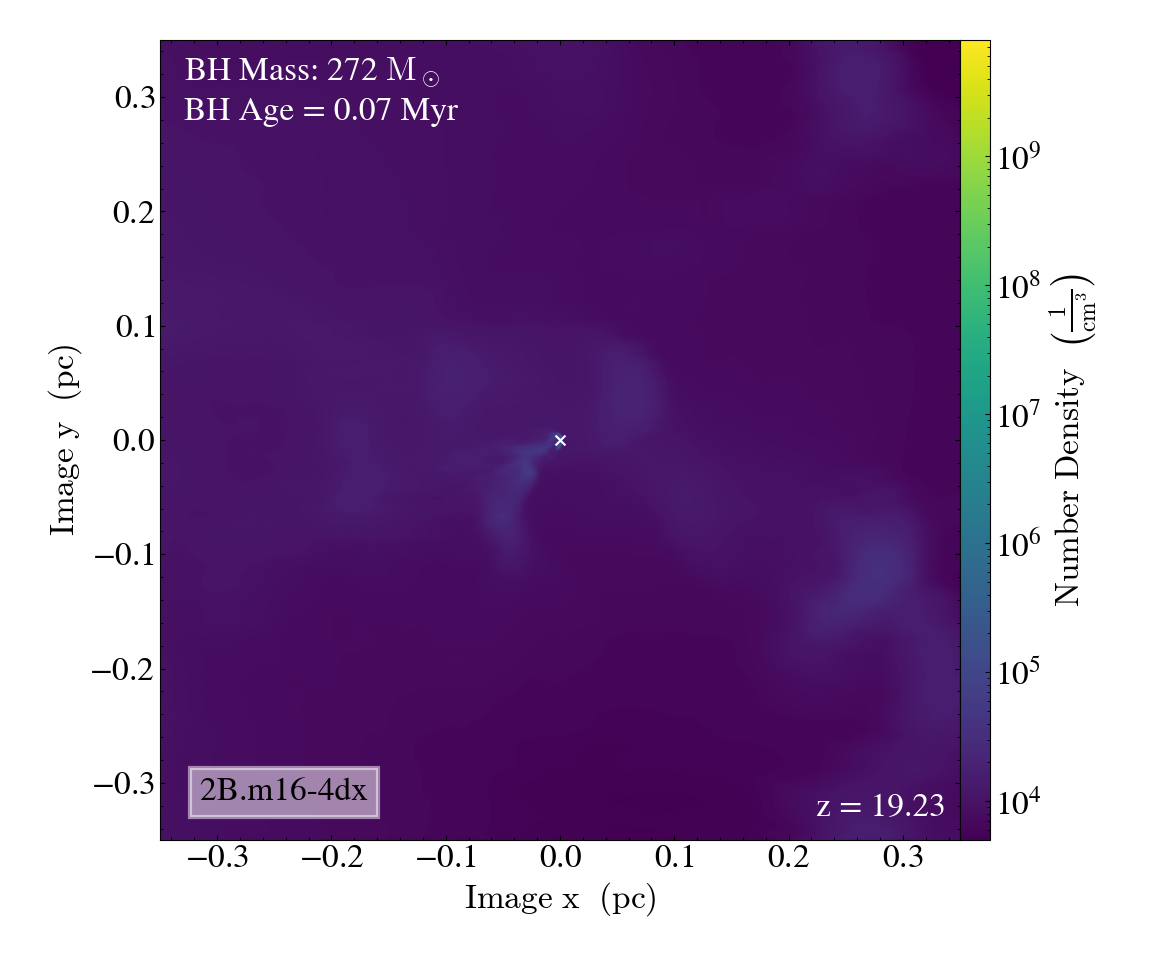 BH Mass: 272 M⊙
BH Age = 0.07 Myr
2B.m16-4dx
z = 19.23
0.3
0.2
0.1
0.0
−0.1
−0.2
−0.3
Image y (pc)
−0.3 −0.2 −0.1 0.0 0.1 0.2 0.3
Image x (pc)
10⁹
10⁸
10⁷
10⁶
10⁵
10⁴
Number Density (1/cm³)